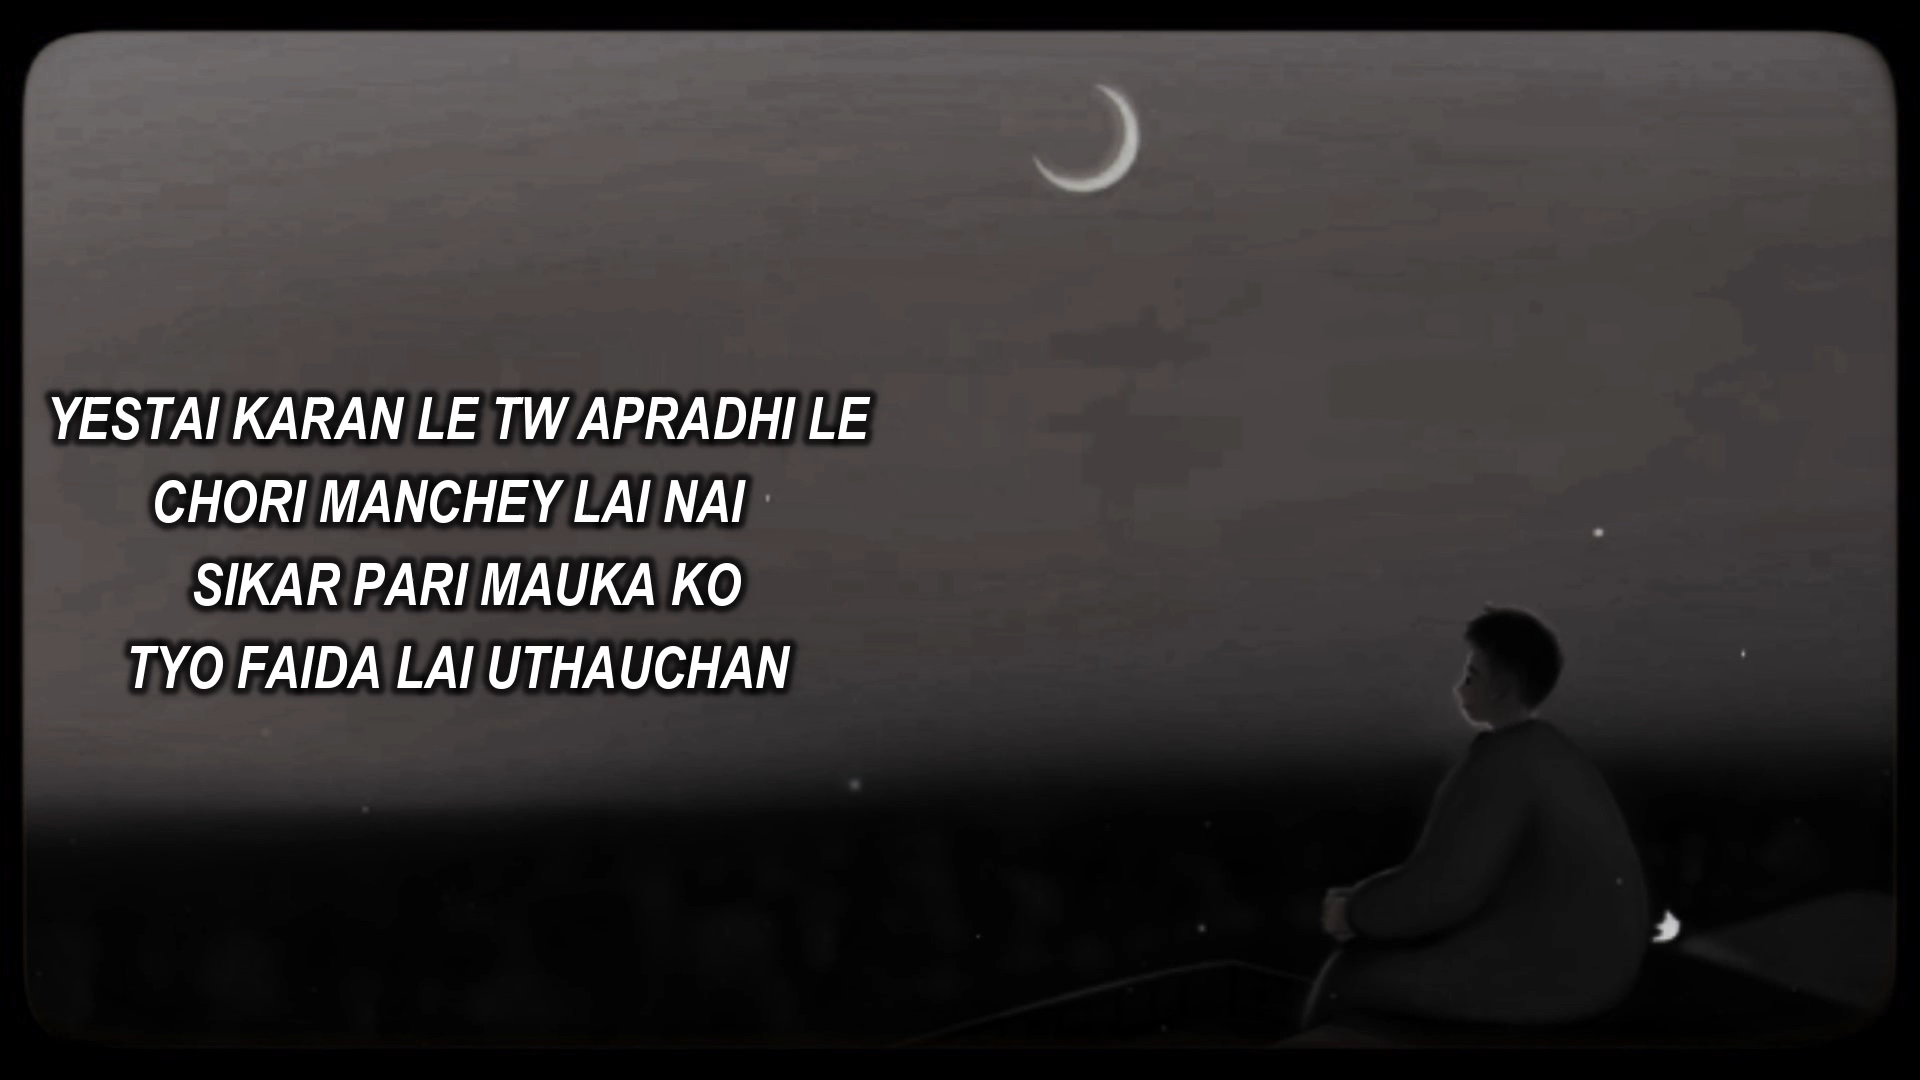 YESTAI KARAN LE TW APRADHI LE
CHORI MANCHEY LAI NAI
SIKAR PARI MAUKA KO
TYO FAIDA LAI UTHAUCHAN